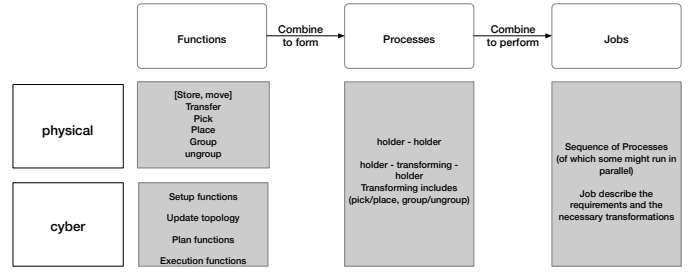 Functions
Combine
to form
Processes
Combine
to perform
Jobs
physical
[Store, move]
Transfer
Pick
Place
Group
ungroup
cyber
Setup functions
Update topology
Plan functions
Execution functions
holder - holder
holder - transforming -
holder
Transforming includes
(pick/place, group/ungroup)
Sequence of Processes
(of which some might run in
parallel)
Job describe the
requirements and the
necessary transformations